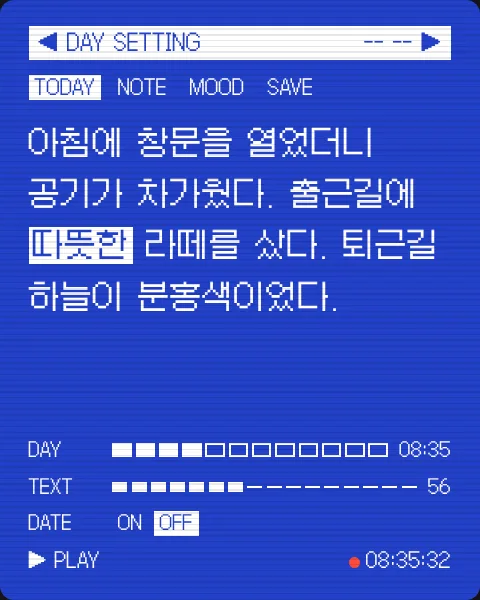 ◀ DAY SETTING -- -- ▶
TODAY NOTE MOOD SAVE
아침에 창문을 열었더니
공기가 차가웠다. 출근길에
따뜻한 라떼를 샀다. 퇴근길
하늘이 분홍색이었다.
DAY 08:35
TEXT 56
DATE ON OFF
▶ PLAY ●08:35:32